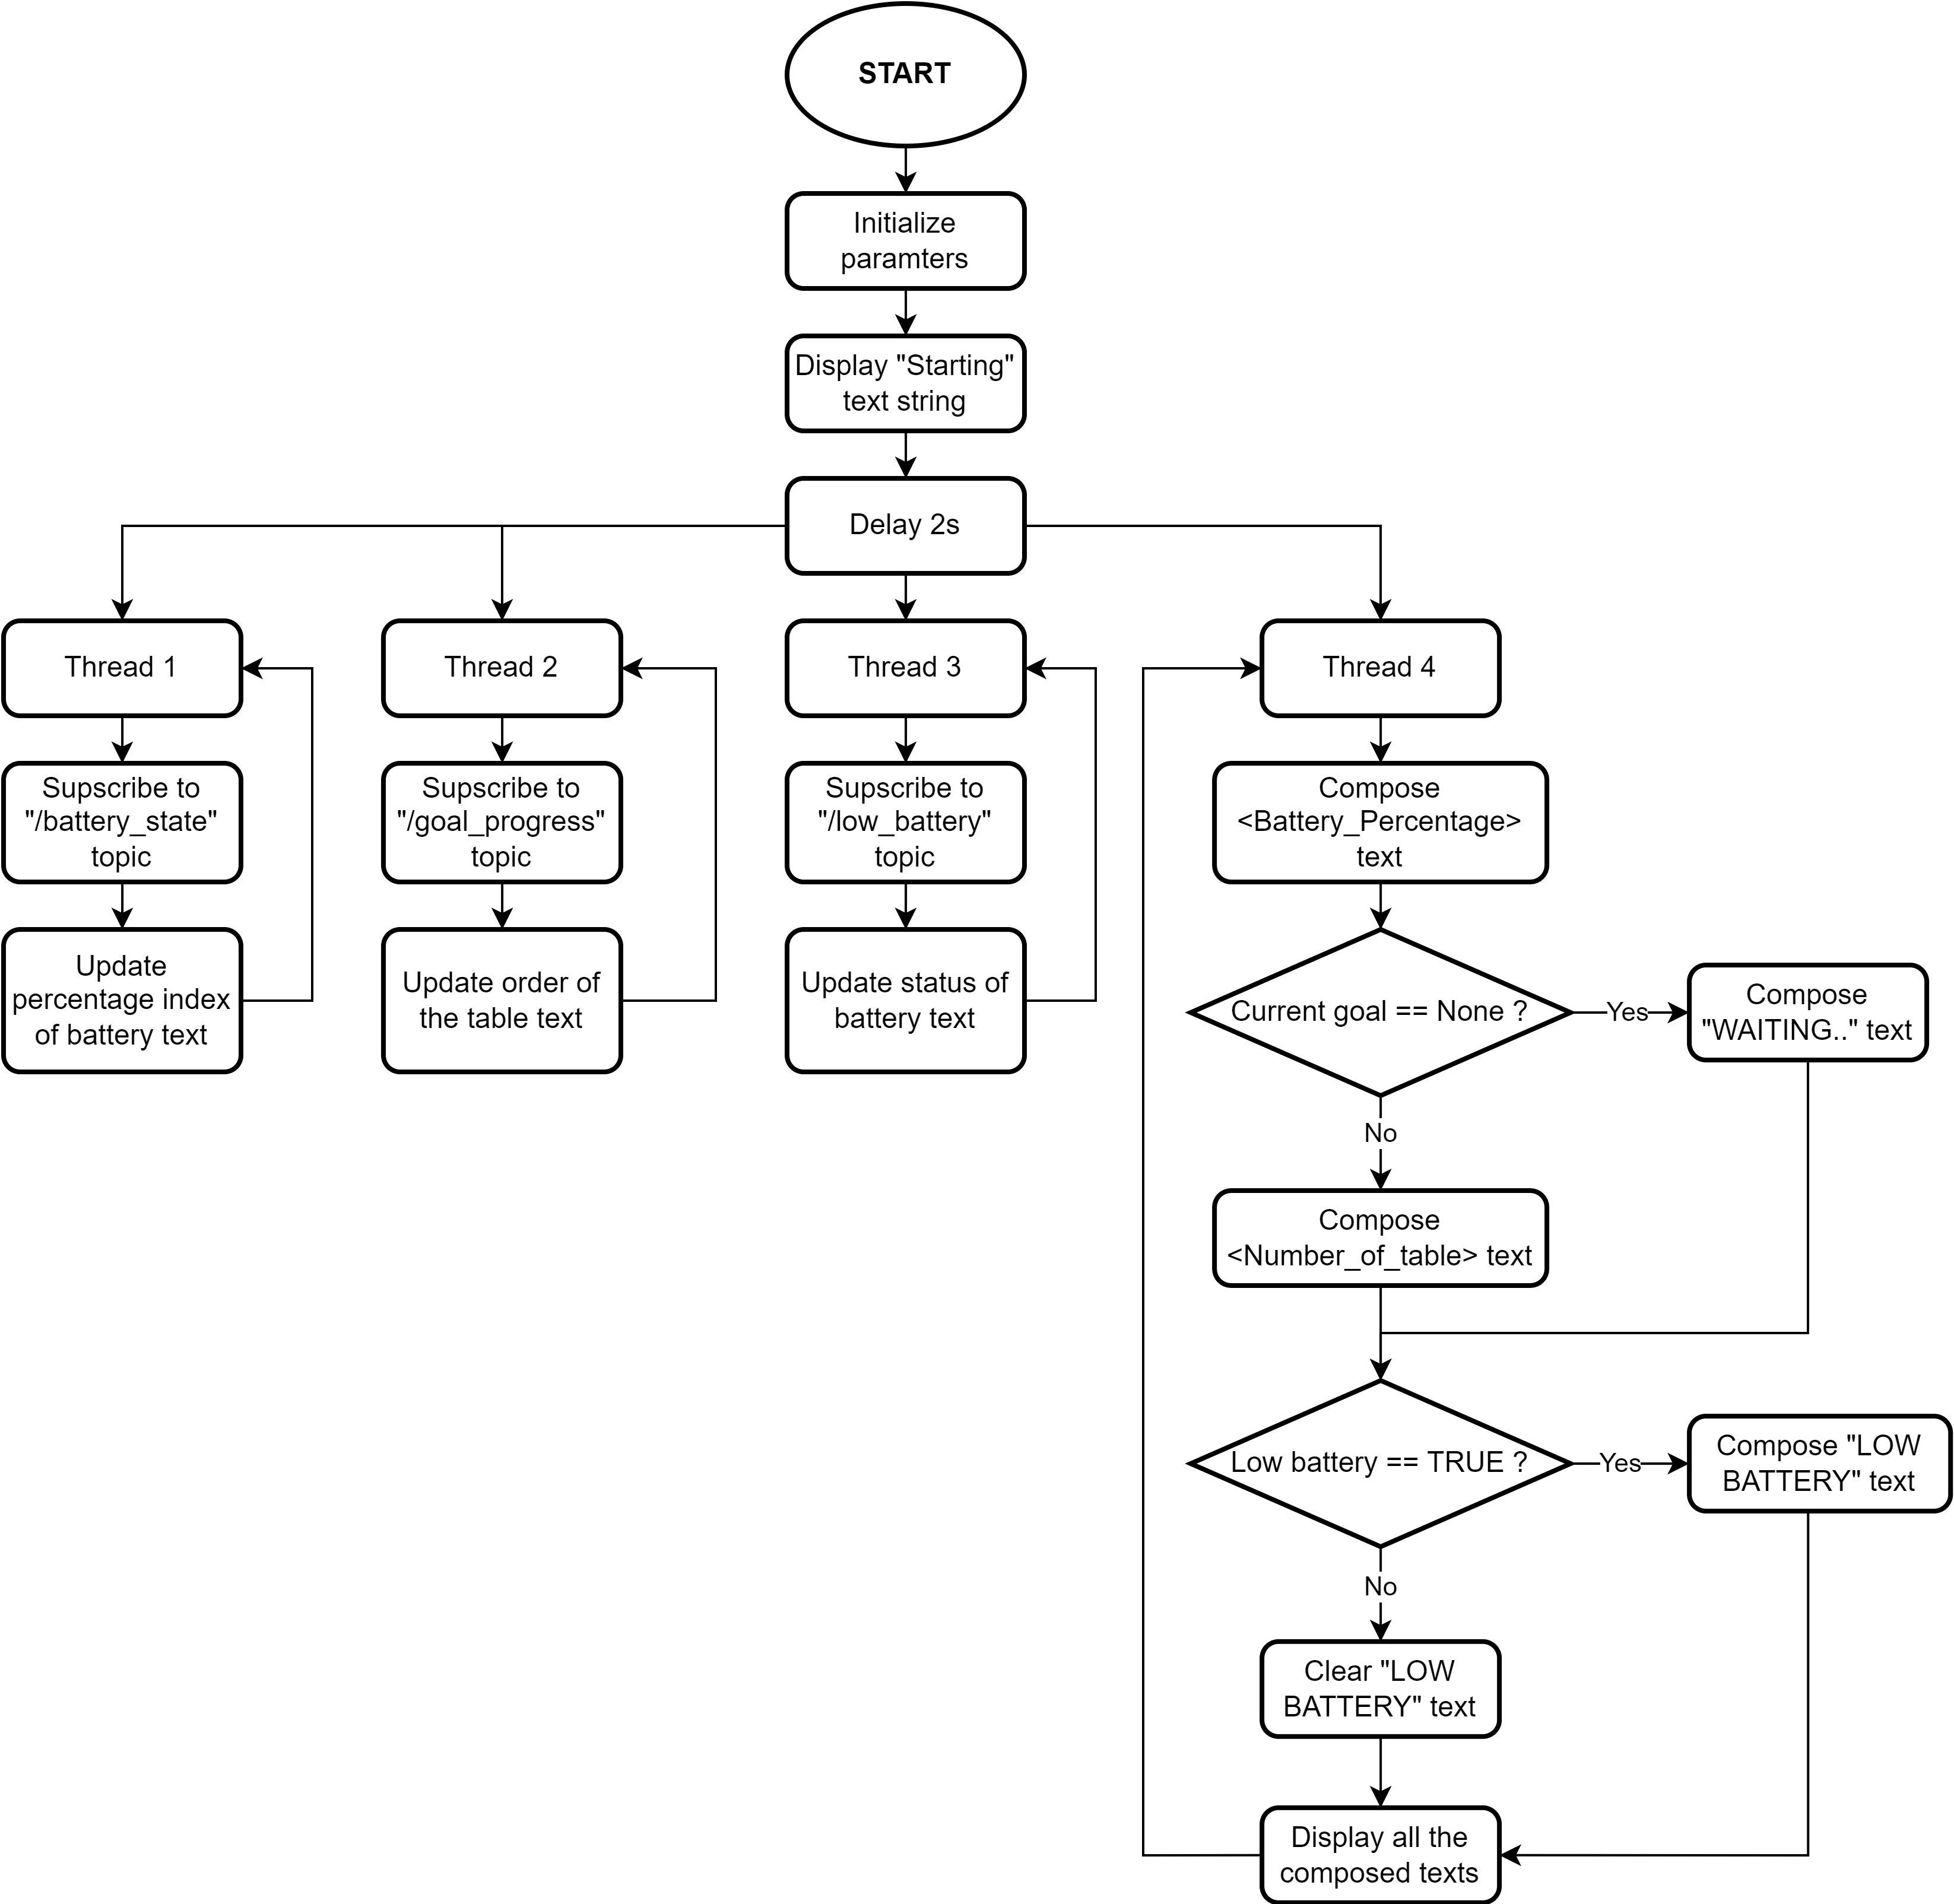 START
Initialize
paramters
Display "Starting"
text string
Delay 2s
Thread 1
Thread 2
Thread 3
Thread 4
Supscribe to
"/battery_state"
topic
Supscribe to
"/goal_progress"
topic
Supscribe to
"/low_battery"
topic
Compose
<Battery_Percentage>
text
Update
percentage index
of battery text
Update order of
the table text
Update status of
battery text
Current goal == None ?
Yes
Compose
"WAITING.." text
No
Compose
<Number_of_table> text
Low battery == TRUE ?
Yes
Compose "LOW
BATTERY" text
No
Clear "LOW
BATTERY" text
Display all the
composed texts